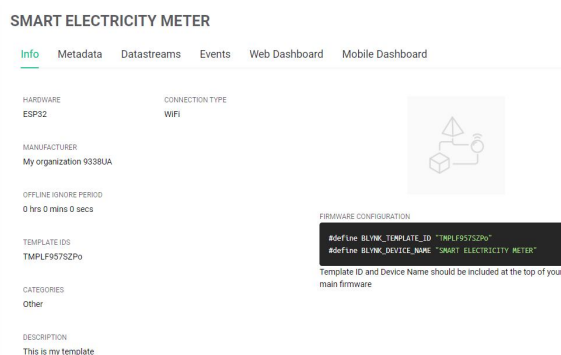 SMART ELECTRICITY METER
Info Metadata Datastreams Events Web Dashboard Mobile Dashboard
HARDWARE
ESP32
CONNECTION TYPE
WiFi
MANUFACTURER
My organization 9338UA
OFFLINE IGNORE PERIOD
0 hrs 0 mins 0 secs
TEMPLATE IDS
TMPLF957SZPo
CATEGORIES
Other
DESCRIPTION
This is my template
FIRMWARE CONFIGURATION
#define BLYNK_TEMPLATE_ID "TMPLF957SZPo"
#define BLYNK_DEVICE_NAME "SMART ELECTRICITY METER"
Template ID and Device Name should be included at the top of your
main firmware